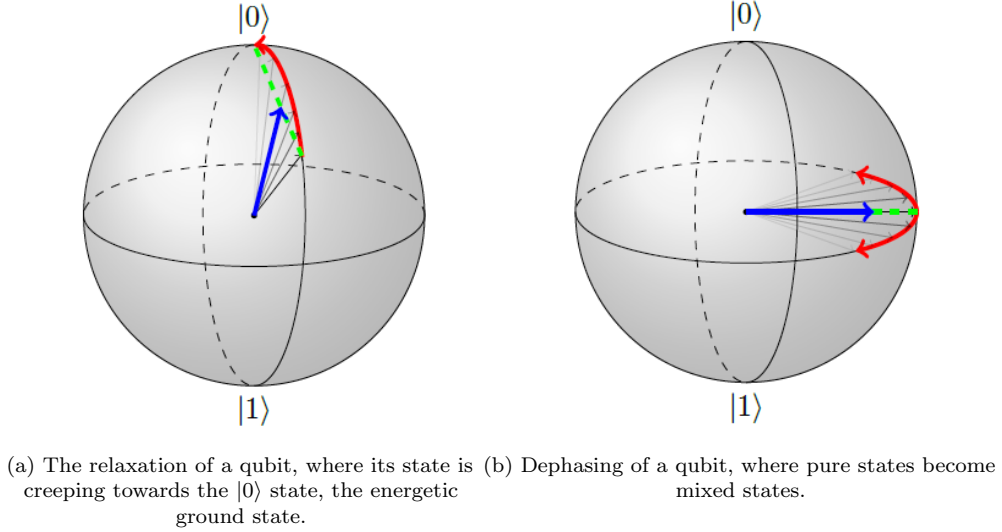 |0⟩
|0⟩
|1⟩
|1⟩
(a) The relaxation of a qubit, where its state is
creeping towards the |0⟩ state, the energetic
ground state.
(b) Dephasing of a qubit, where pure states become
mixed states.